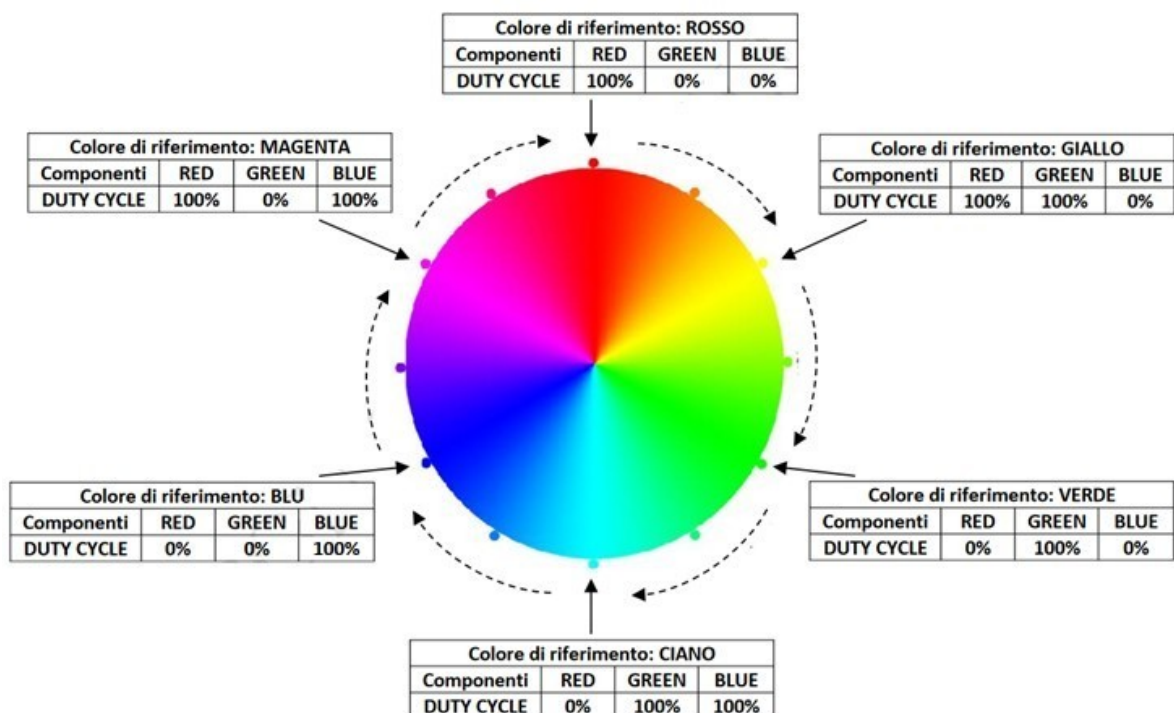 Colore di riferimento: ROSSO
Componenti RED GREEN BLUE
DUTY CYCLE 100% 0% 0%
Colore di riferimento: MAGENTA
Componenti RED GREEN BLUE
DUTY CYCLE 100% 0% 100%
Colore di riferimento: GIALLO
Componenti RED GREEN BLUE
DUTY CYCLE 100% 100% 0%
Colore di riferimento: BLU
Componenti RED GREEN BLUE
DUTY CYCLE 0% 0% 100%
Colore di riferimento: VERDE
Componenti RED GREEN BLUE
DUTY CYCLE 0% 100% 0%
Colore di riferimento: CIANO
Componenti RED GREEN BLUE
DUTY CYCLE 0% 100% 100%